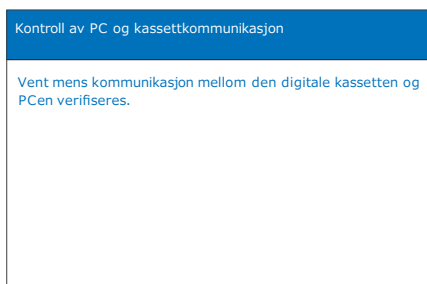 Kontroll av PC og kassettkommunikasjon
Vent mens kommunikasjon mellom den digitale kassetten og
PCen verifiseres.